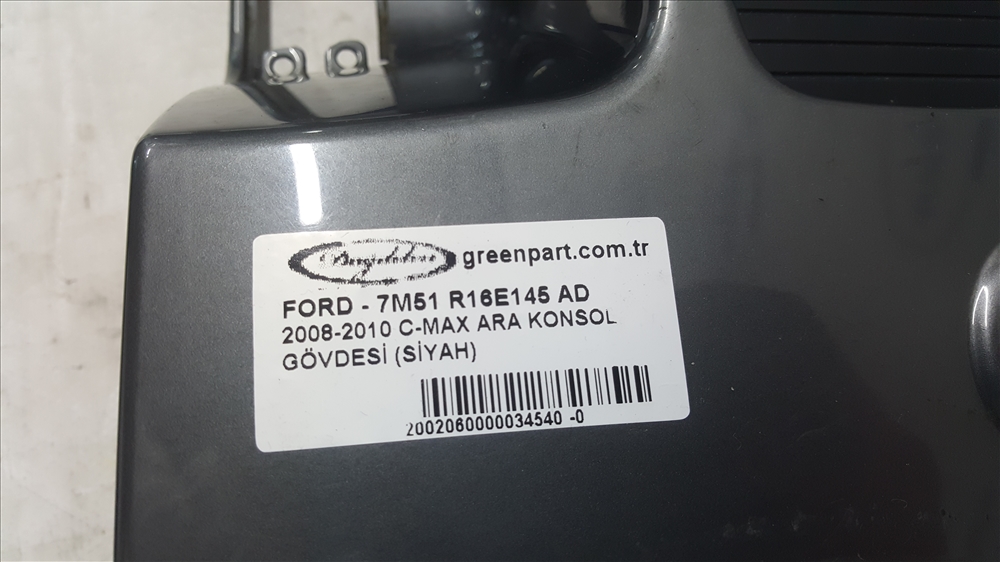 greenpart.com.tr
FORD - 7M51 R16E145 AD
2008-2010 C-MAX ARA KONSOL
GÖVDESİ (SİYAH)
2002060000034540 -0